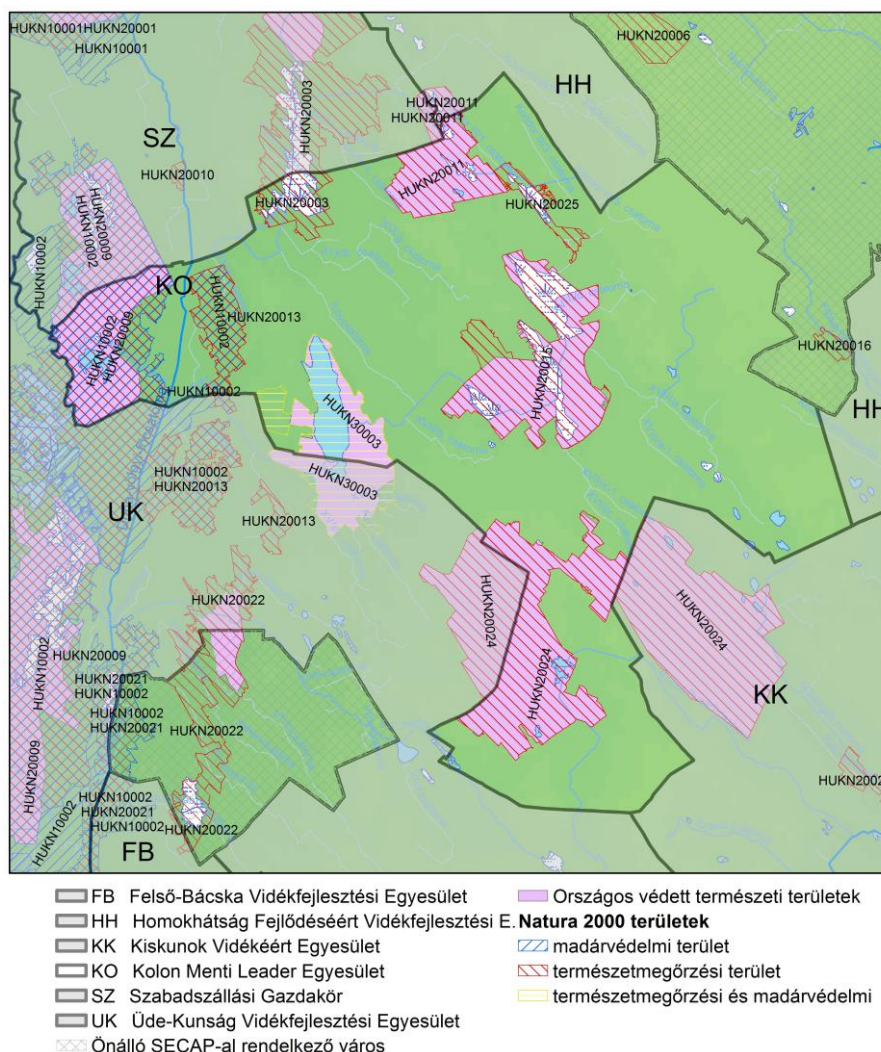 HUKN10001 HUKN20001
HUKN10001
HUKN20006
HH
HUKN20011
HUKN20011
HUKN20003
SZ
HUKN20010
HUKN20011
HUKN20003
HUKN20025
HUKN20009
HUKN10002
HUKN10002
KO
HUKN10002
HUKN20013
HUKN10002
HUKN20009
HUKN20016
HUKN20015
HUKN10002
HH
HUKN30003
HUKN30003
HUKN10002
HUKN20013
UK
HUKN20013
HUKN20024
HUKN20022
HUKN20024
HUKN20024
HUKN10002
HUKN20009
HUKN20021
HUKN10002
KK
HUKN10002
HUKN20021
HUKN20022
HUKN20009
HUKN202
HUKN10002
HUKN20021
HUKN10002
HUKN20022
HUKN10002
FB
FB Felső-Bácska Vidékfejlesztési Egyesület
HH Homokhátság Fejlődéséért Vidékfejlesztési E.
KK Kiskunok Vidékéért Egyesület
KO Kolon Menti Leader Egyesület
SZ Szabadszállási Gazdakör
UK Üde-Kunság Vidékfejlesztési Egyesület
Önálló SECAP-al rendelkező város
Országos védett természeti területek
Natura 2000 területek
madárvédelmi terület
természetmegőrzési terület
természetmegőrzési és madárvédelmi